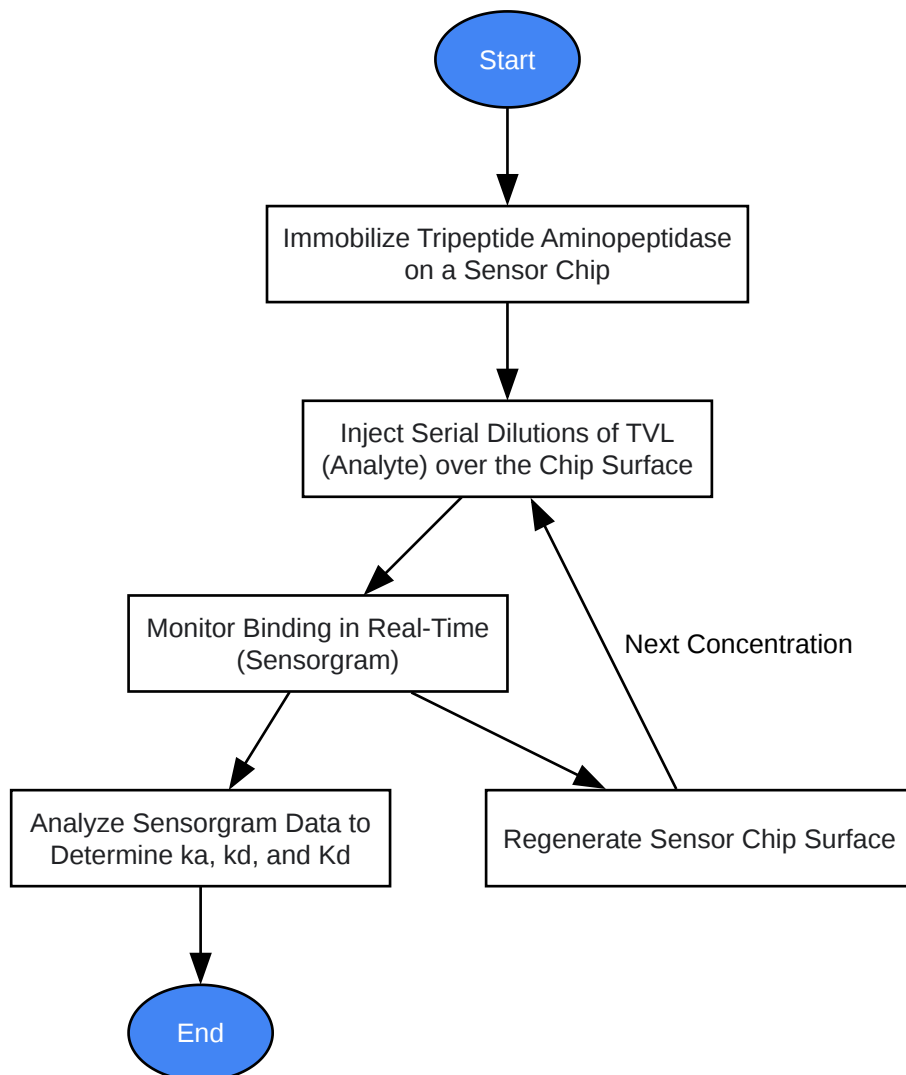 Start
Immobilize Tripeptide Aminopeptidase
on a Sensor Chip
Inject Serial Dilutions of TVL
(Analyte) over the Chip Surface
Monitor Binding in Real-Time
(Sensorgram)
Next Concentration
Analyze Sensorgram Data to
Determine ka, kd, and Kd
Regenerate Sensor Chip Surface
End